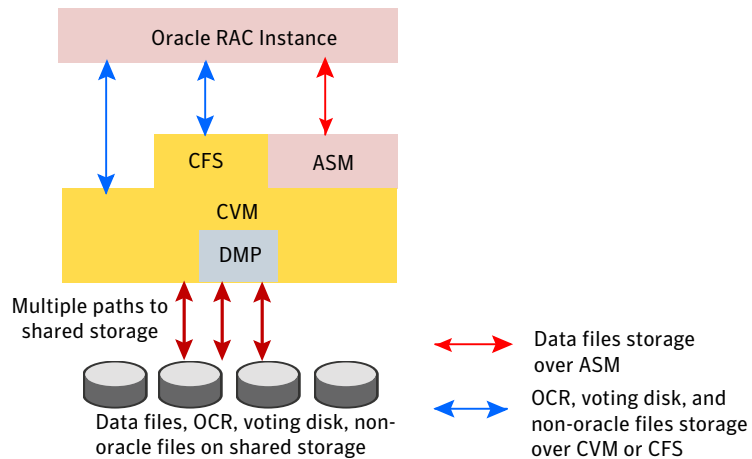 Oracle RAC Instance
CFS
ASM
CVM
DMP
Multiple paths to
shared storage
Data files, OCR, voting disk, non-
oracle files on shared storage
Data files storage
over ASM
OCR, voting disk, and
non-oracle files storage
over CVM or CFS